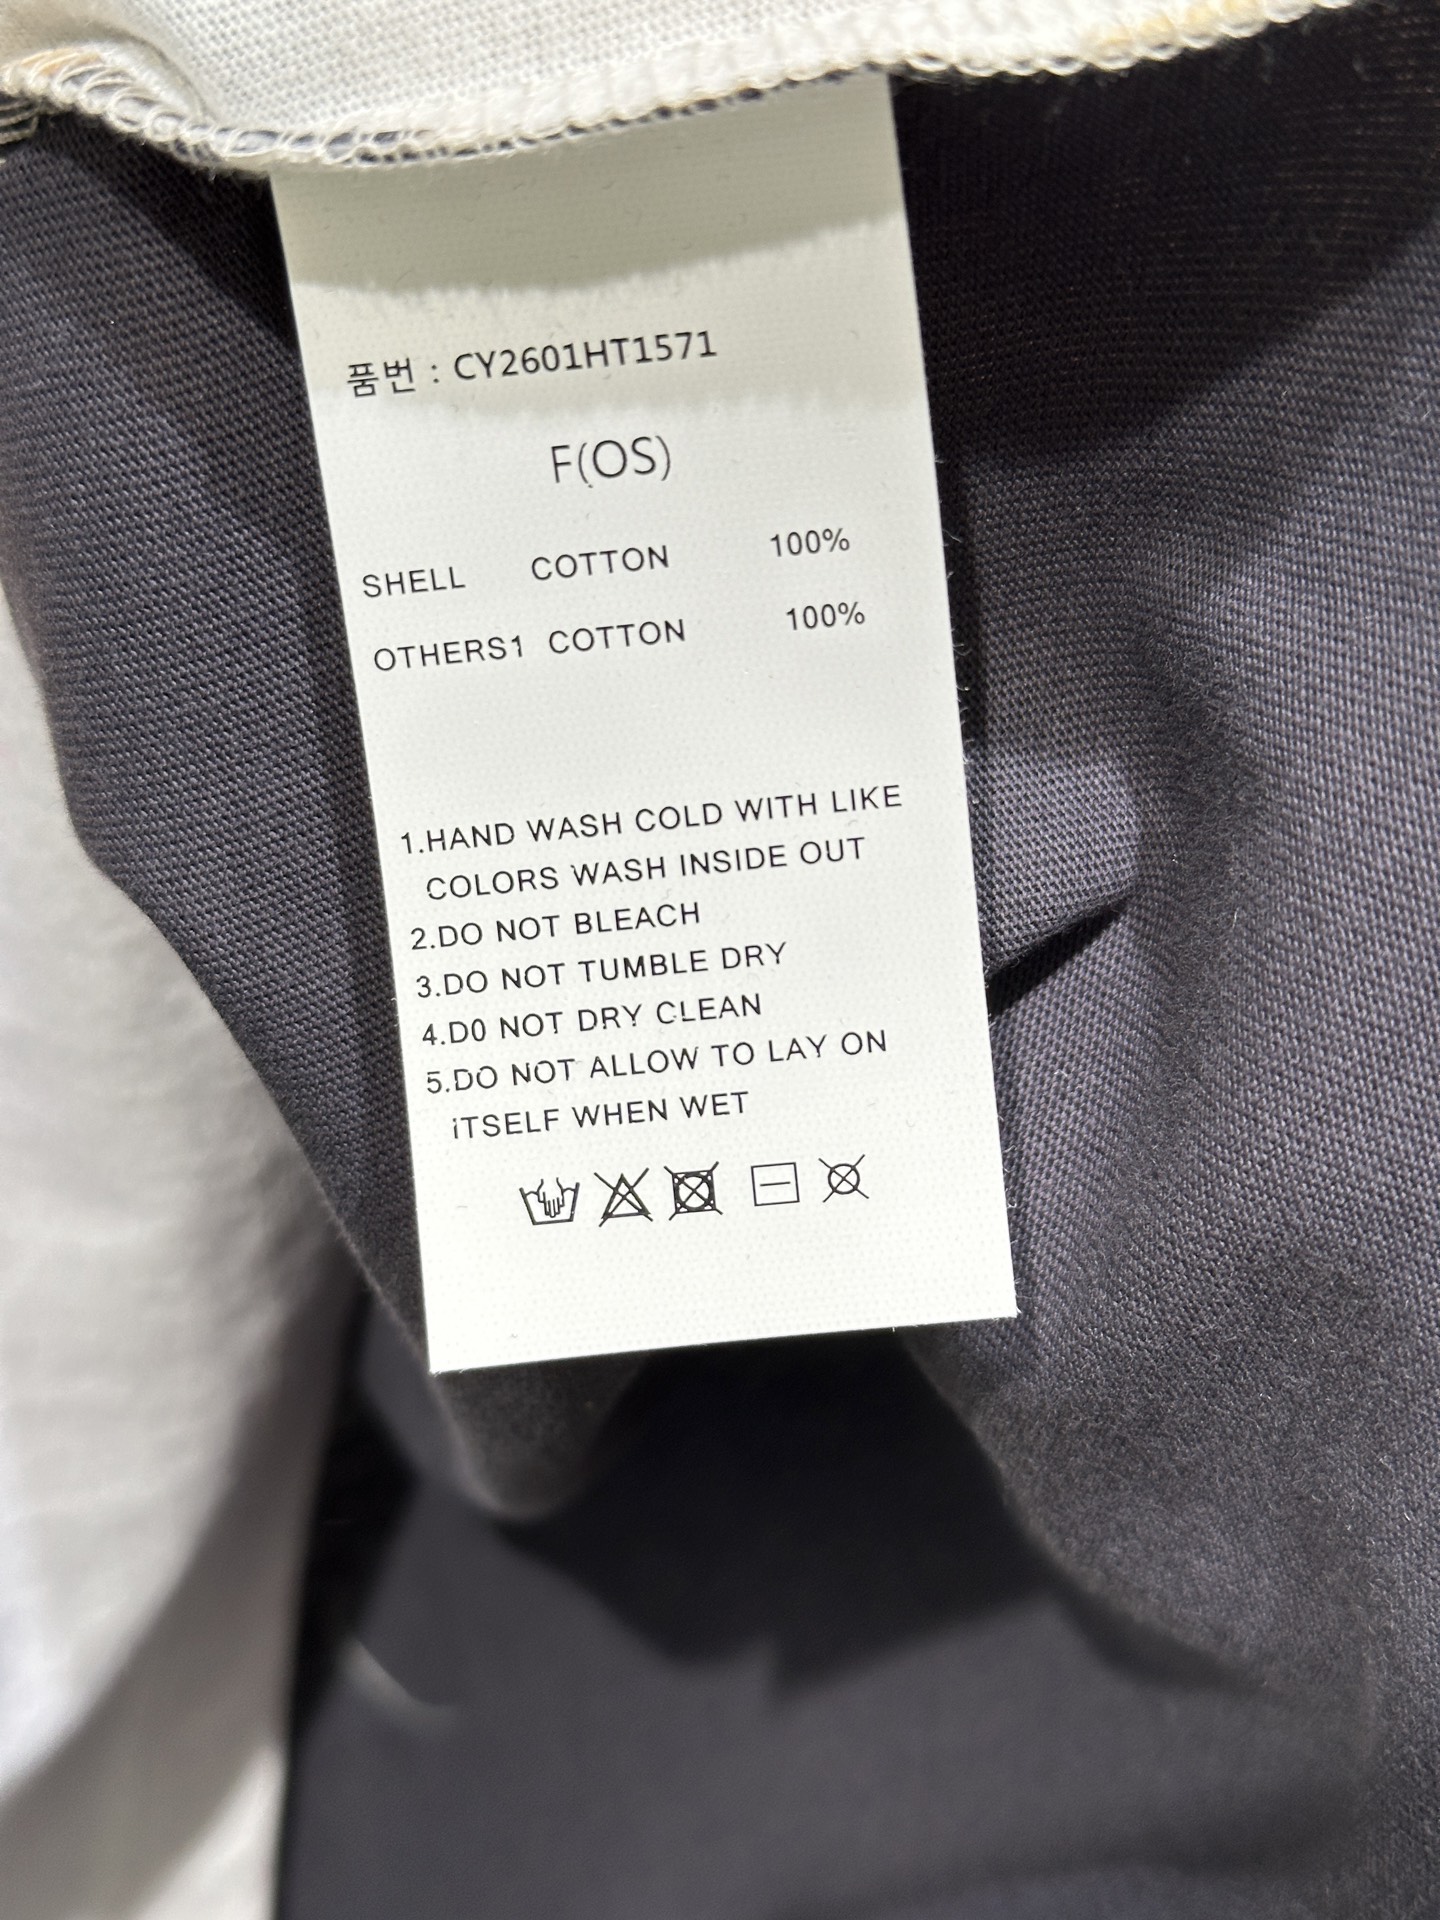 품번 : CY2601HT1571
F(OS)
SHELL COTTON 100%
OTHERS1 COTTON 100%
1.HAND WASH COLD WITH LIKE
COLORS WASH INSIDE OUT
2.DO NOT BLEACH
3.DO NOT TUMBLE DRY
4.D0 NOT DRY CLEAN
5.DO NOT ALLOW TO LAY ON
iTSELF WHEN WET